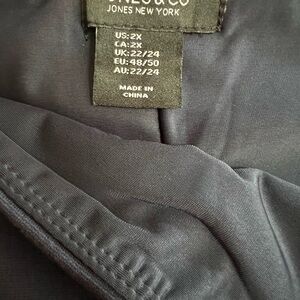 JONES NEW YORK
US:2X
CA:2X
UK:22/24
EU:48/50
AU:22/24
MADE IN
CHINA